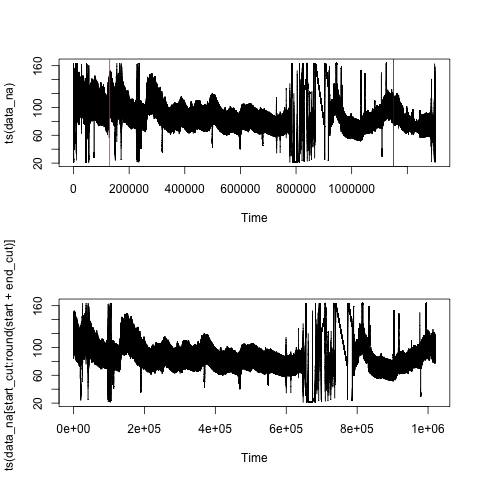 ts(data_na)
20 60 100 160
0 200000 400000 600000 800000 1000000
Time
ts(data_na[start_cut:round(start + end_cut)]
20 60 100 160
0e+00 2e+05 4e+05 6e+05 8e+05 1e+06
Time